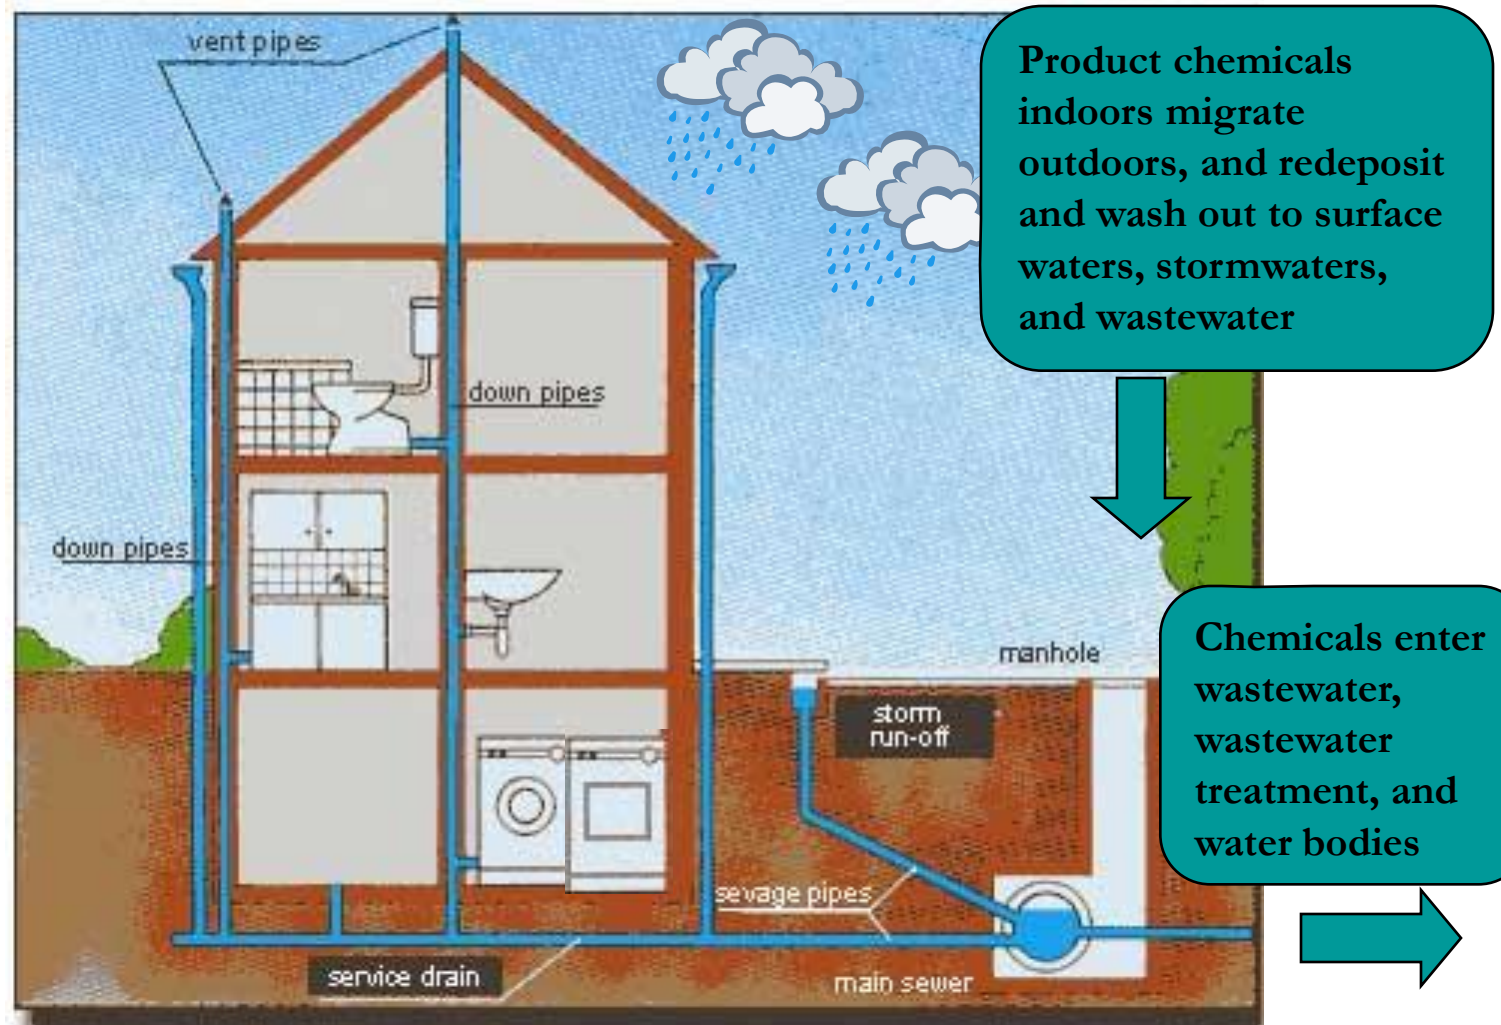 vent pipes
Product chemicals
indoors migrate
outdoors, and redeposit
and wash out to surface
waters, stormwaters,
and wastewater
down pipes
down pipes
manhole
Chemicals enter
wastewater,
wastewater
treatment, and
water bodies
storm
run-off
sewage pipes
service drain
main sewer